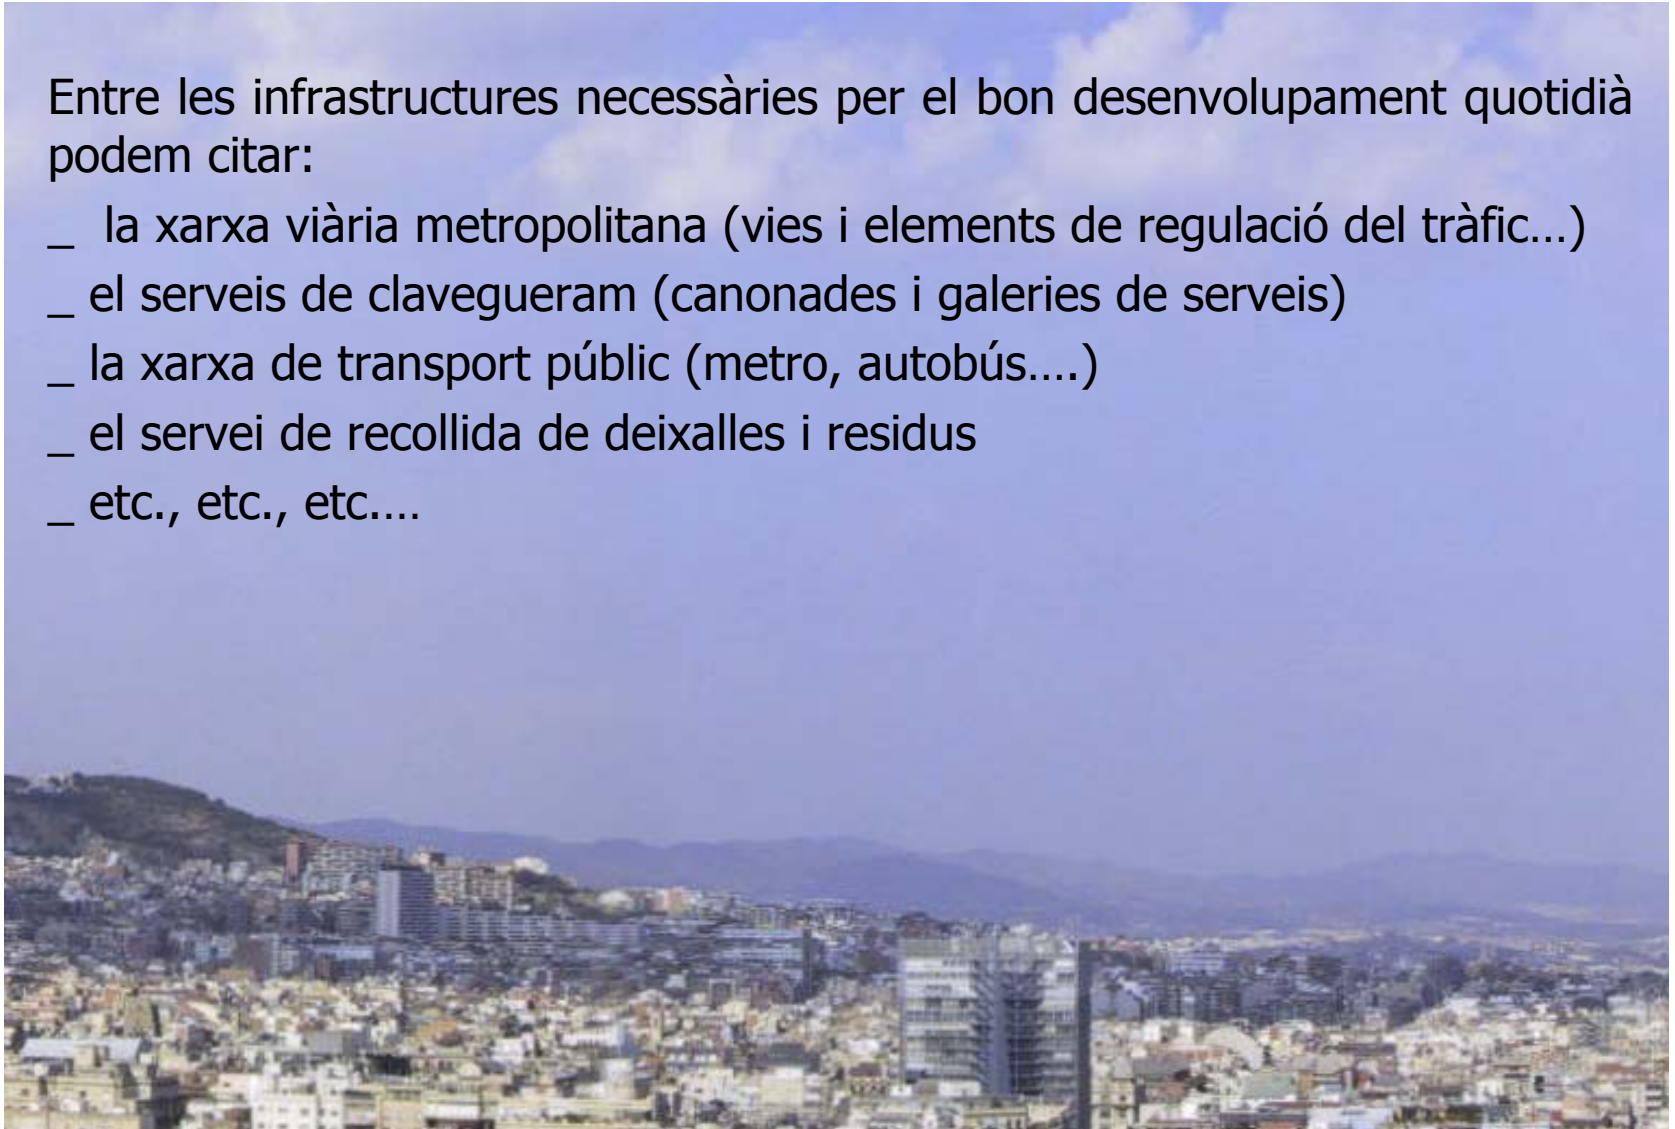 Entre les infrastructures necessàries per el bon desenvolupament quotidià
podem citar:
_ la xarxa viària metropolitana (vies i elements de regulació del tràfic…)
_ el serveis de clavegueram (canonades i galeries de serveis)
_ la xarxa de transport públic (metro, autobús….)
_ el servei de recollida de deixalles i residus
_ etc., etc., etc.…